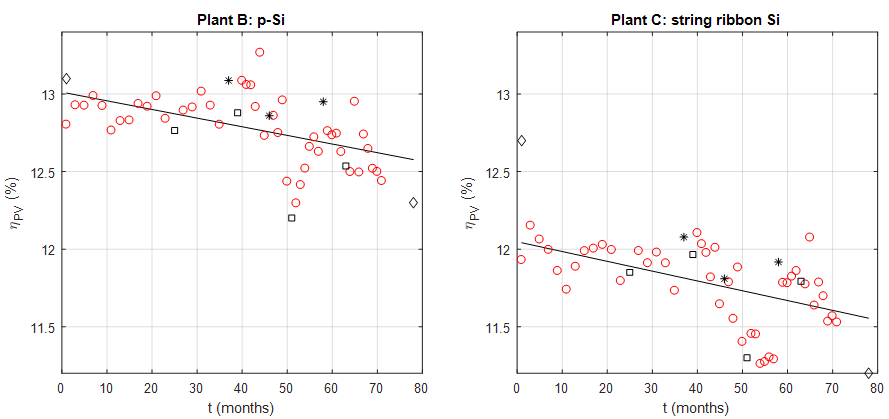 Plant B: p-Si
13
12.5
12
11.5
η_PV (%)
0 10 20 30 40 50 60 70 80
t (months)
Plant C: string ribbon Si
13
12.5
12
11.5
η_PV (%)
0 10 20 30 40 50 60 70 80
t (months)